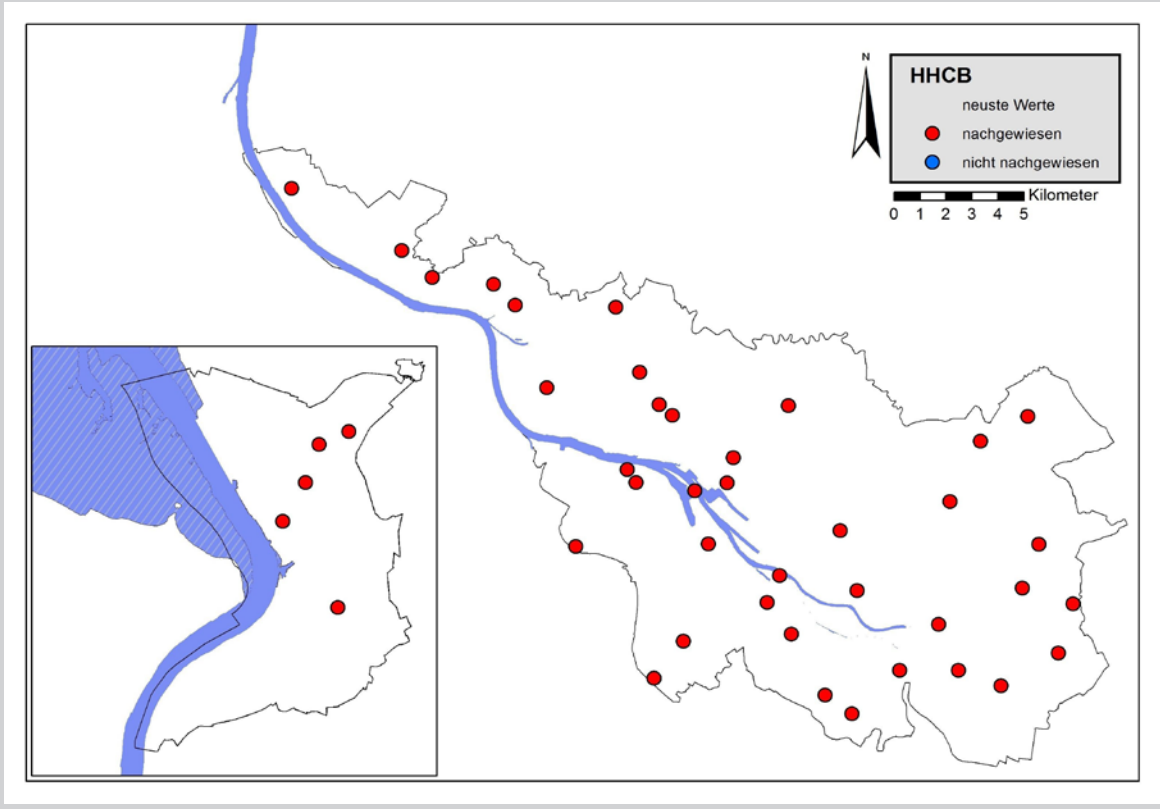 N
HHCB
neuste Werte
nachgewiesen
nicht nachgewiesen
Kilometer
0 1 2 3 4 5